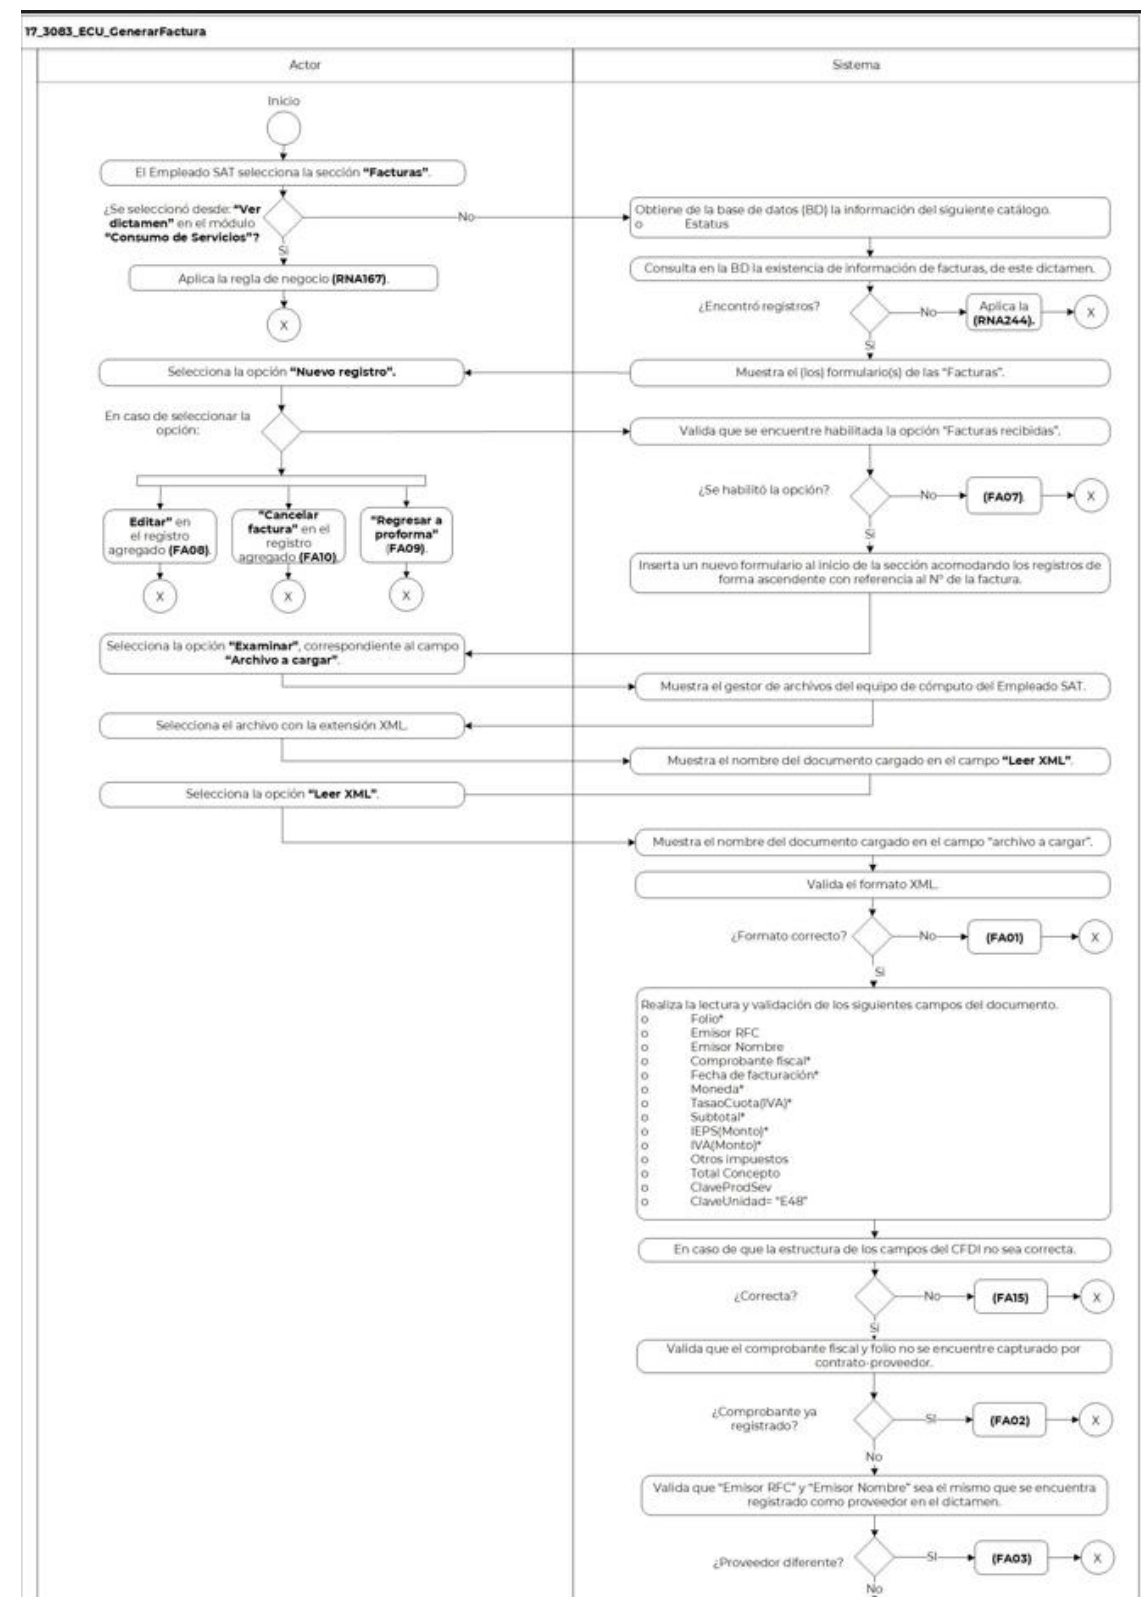 17_3083_ECU_GenerarFactura
Actor
Sistema
Inicio
El Empleado SAT selecciona la sección “Facturas”.
¿Se seleccionó desde: “Ver
dictamen” en el módulo
“Consumo de Servicios”?
No
Si
Aplica la regla de negocio (RNA167).
X
Obtiene de la base de datos (BD) la información del siguiente catálogo.
o Estatus
Consulta en la BD la existencia de información de facturas, de este dictamen.
¿Encontró registros?
No
Aplica la
(RNA244).
X
Si
Muestra el (los) formulario(s) de las “Facturas”.
Selecciona la opción “Nuevo registro”.
En caso de seleccionar la
opción:
Valida que se encuentre habilitada la opción “Facturas recibidas”.
¿Se habilitó la opción?
No
(FA07).
X
Si
Editar” en
el registro
agregado (FA08).
X
“Cancelar
factura” en el
registro
agregado (FA10)
X
“Regresar a
proforma”
(FA09).
X
Inserta un nuevo formulario al inicio de la sección acomodando los registros de
forma ascendente con referencia al N° de la factura.
Selecciona la opción “Examinar”, correspondiente al campo
“Archivo a cargar”.
Muestra el gestor de archivos del equipo de cómputo del Empleado SAT.
Selecciona el archivo con la extensión XML.
Muestra el nombre del documento cargado en el campo “Leer XML”.
Selecciona la opción “Leer XML”.
Muestra el nombre del documento cargado en el campo “archivo a cargar”.
Valida el formato XML.
¿Formato correcto?
No
(FA01)
X
Si
Realiza la lectura y validación de los siguientes campos del documento.
o Folio*
o Emisor RFC
o Emisor Nombre
o Comprobante fiscal*
o Fecha de facturación*
o Moneda*
o TasaoCuota(IVA)*
o Subtotal*
o IEPS(Monto)*
o IVA(Monto)*
o Otros impuestos
o Total Concepto
o ClaveProdSev
o ClaveUnidad= “E48”
En caso de que la estructura de los campos del CFDI no sea correcta.
¿Correcta?
No
(FA15)
X
Si
Valida que el comprobante fiscal y folio no se encuentre capturado por
contrato-proveedor.
¿Comprobante ya
registrado?
SI
(FA02)
X
No
Valida que “Emisor RFC” y “Emisor Nombre” sea el mismo que se encuentra
registrado como proveedor en el dictamen.
¿Proveedor diferente?
SI
(FA03)
X
No